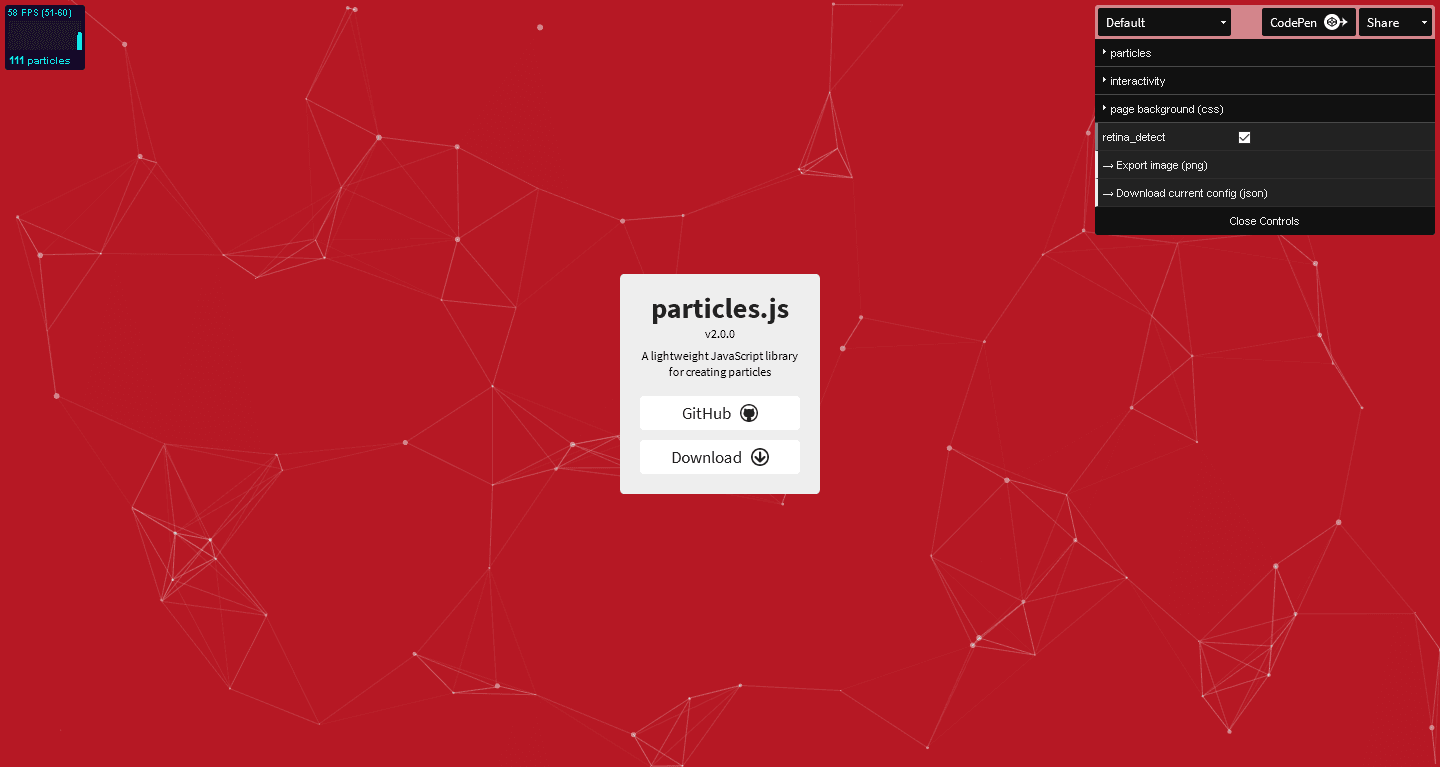 58 FPS (51-60)
111 particles
Default
CodePen
Share
particles
interactivity
page background (css)
retina_detect
→ Export image (png)
→ Download current config (json)
Close Controls
particles.js
v2.0.0
A lightweight JavaScript library
for creating particles
GitHub
Download